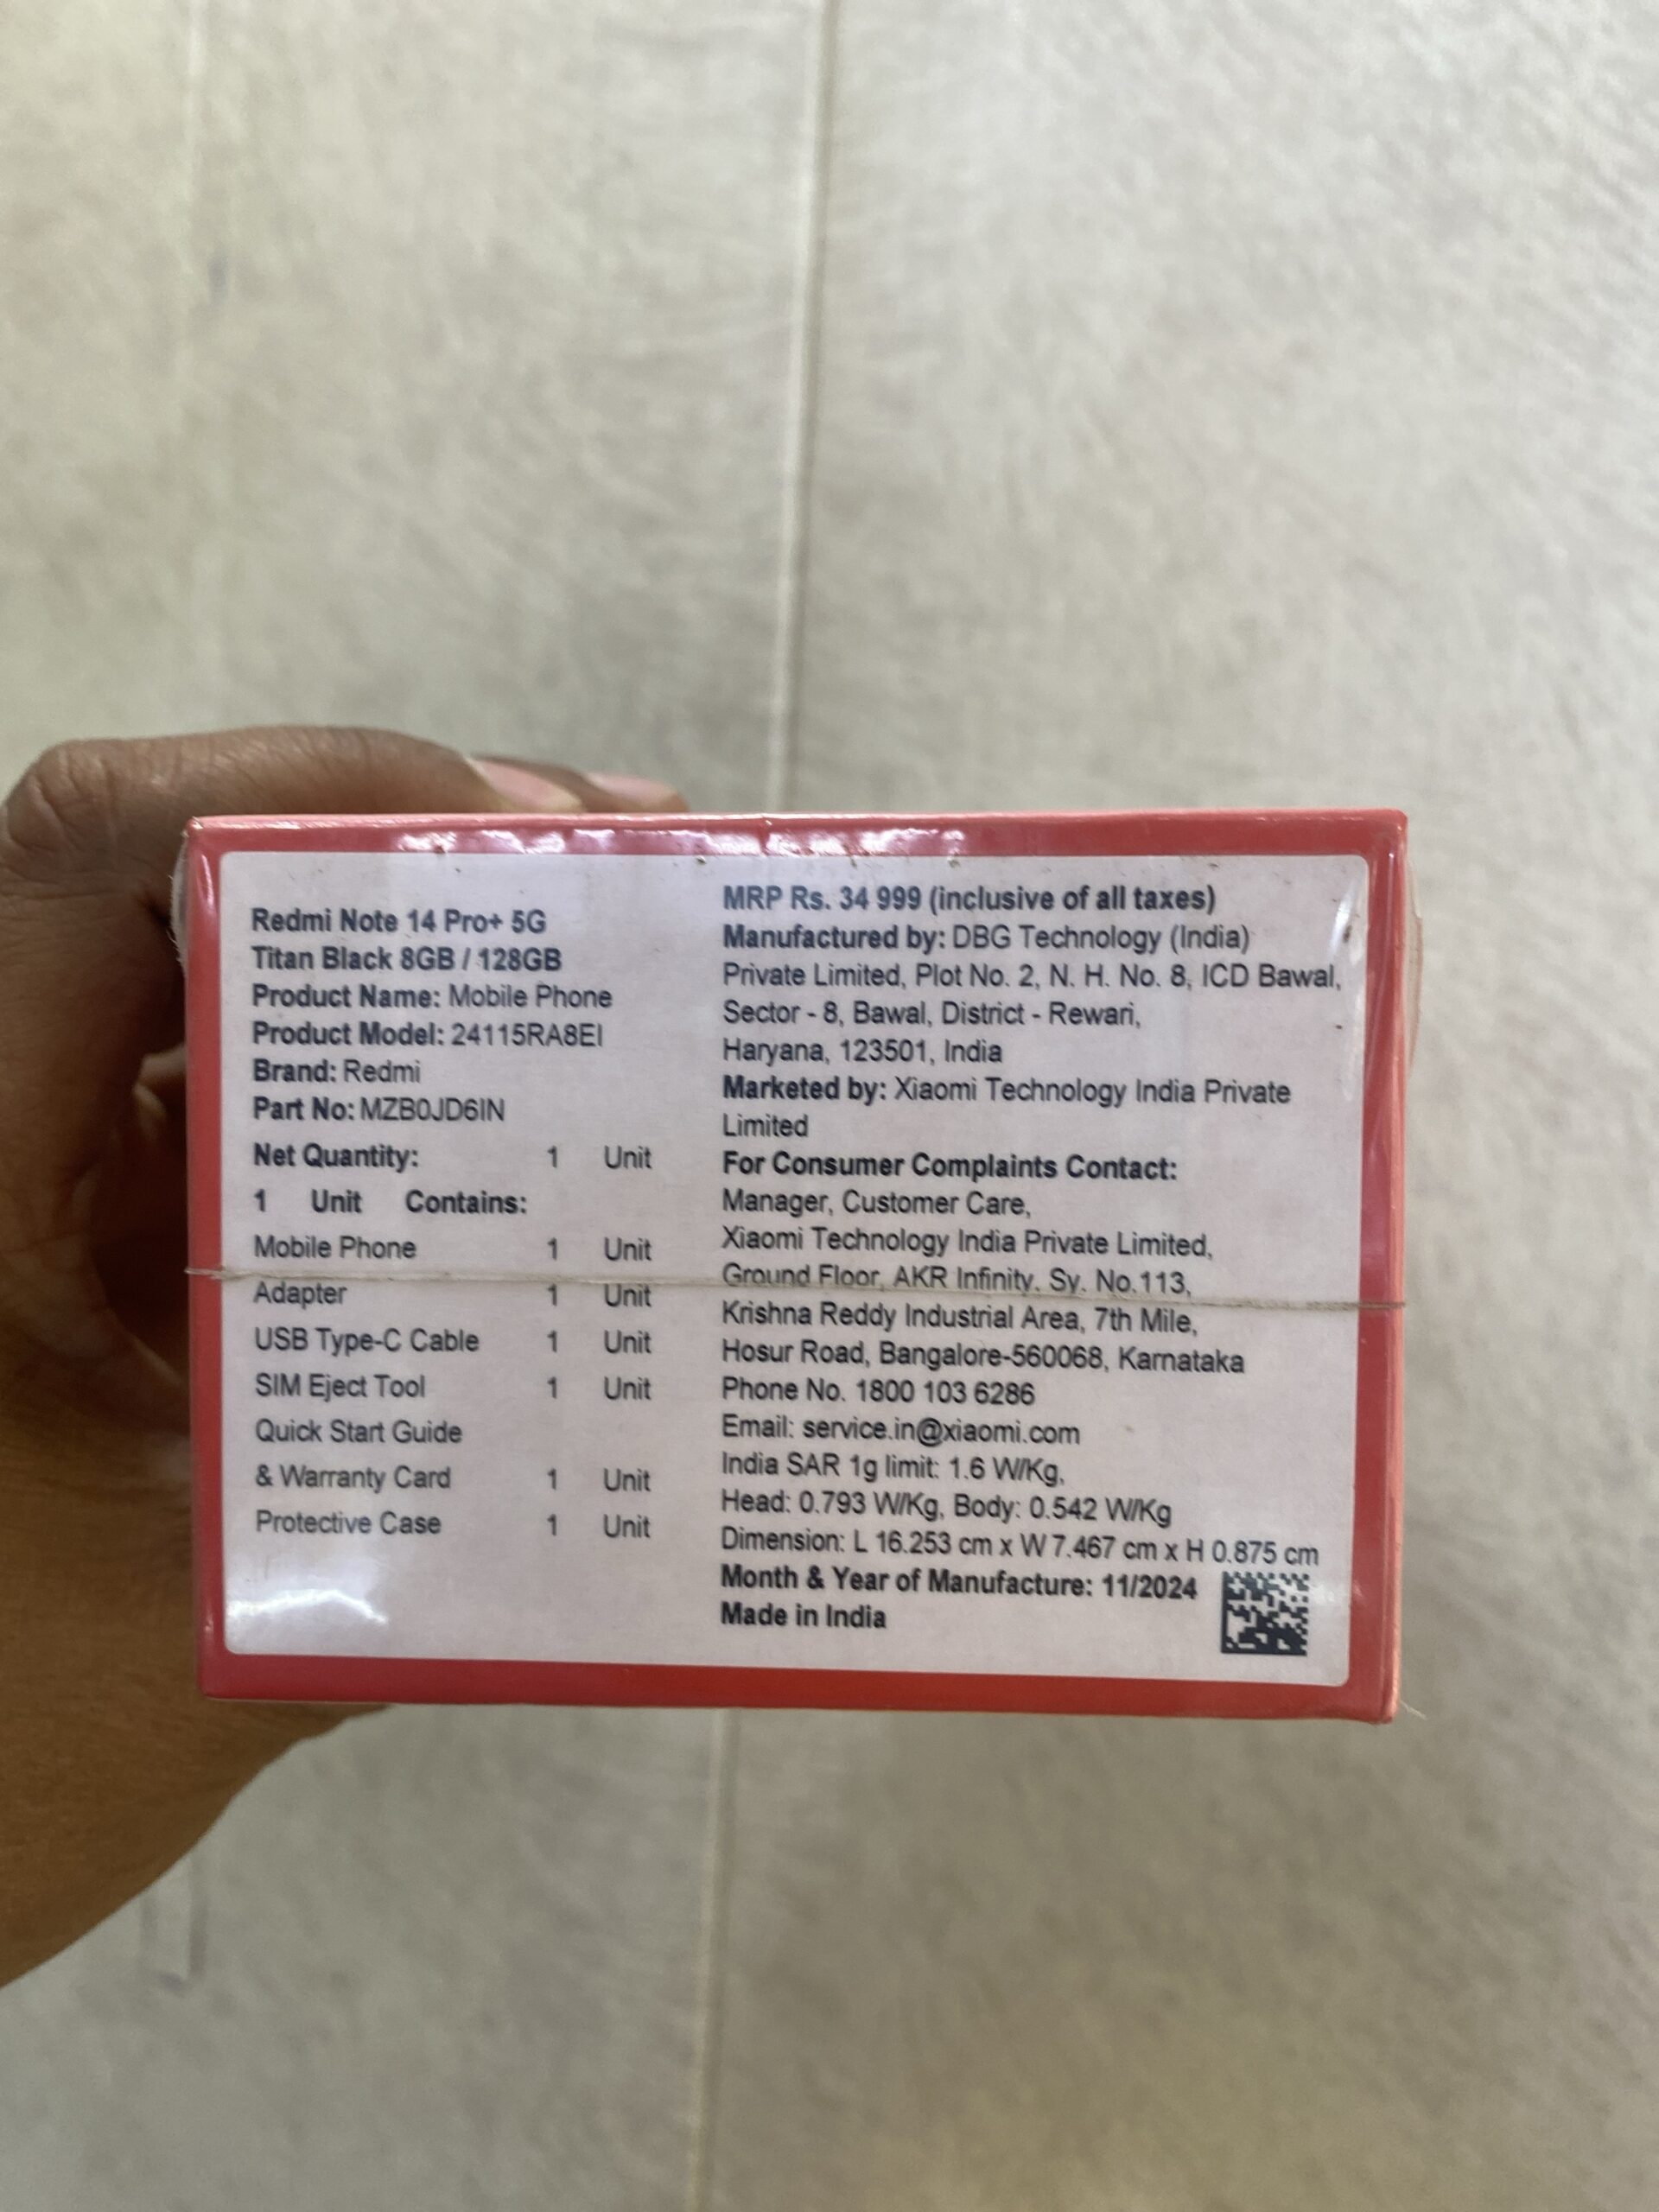 Redmi Note 14 Pro+ 5G
Titan Black 8GB / 128GB
Product Name: Mobile Phone
Product Model: 24115RA8EI
Brand: Redmi
Part No: MZB0JD6IN
Net Quantity: 1 Unit
1 Unit Contains:
Mobile Phone 1 Unit
Adapter 1 Unit
USB Type-C Cable 1 Unit
SIM Eject Tool 1 Unit
Quick Start Guide
& Warranty Card 1 Unit
Protective Case 1 Unit
MRP Rs. 34 999 (inclusive of all taxes)
Manufactured by: DBG Technology (India)
Private Limited, Plot No. 2, N. H. No. 8, ICD Bawal,
Sector - 8, Bawal, District - Rewari,
Haryana, 123501, India
Marketed by: Xiaomi Technology India Private
Limited
For Consumer Complaints Contact:
Manager, Customer Care,
Xiaomi Technology India Private Limited,
Ground Floor, AKR Infinity, Sy. No.113,
Krishna Reddy Industrial Area, 7th Mile,
Hosur Road, Bangalore-560068, Karnataka
Phone No. 1800 103 6286
Email: service.in@xiaomi.com
India SAR 1g limit: 1.6 W/Kg,
Head: 0.793 W/Kg, Body: 0.542 W/Kg
Dimension: L 16.253 cm x W 7.467 cm x H 0.875 cm
Month & Year of Manufacture: 11/2024
Made in India